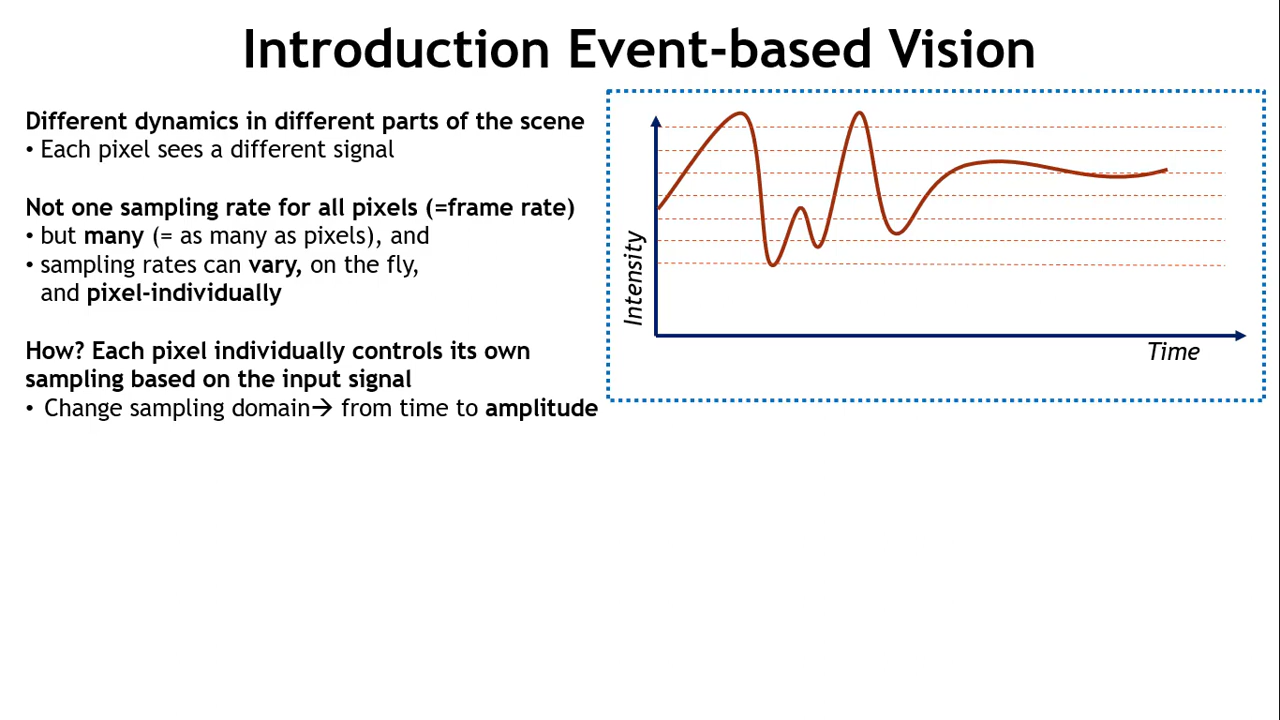 Introduction Event-based Vision
Different dynamics in different parts of the scene
• Each pixel sees a different signal
Not one sampling rate for all pixels (=frame rate)
• but many (= as many as pixels), and
• sampling rates can vary, on the fly,
and pixel-individually
How? Each pixel individually controls its own
sampling based on the input signal
• Change sampling domain→ from time to amplitude
Intensity
Time